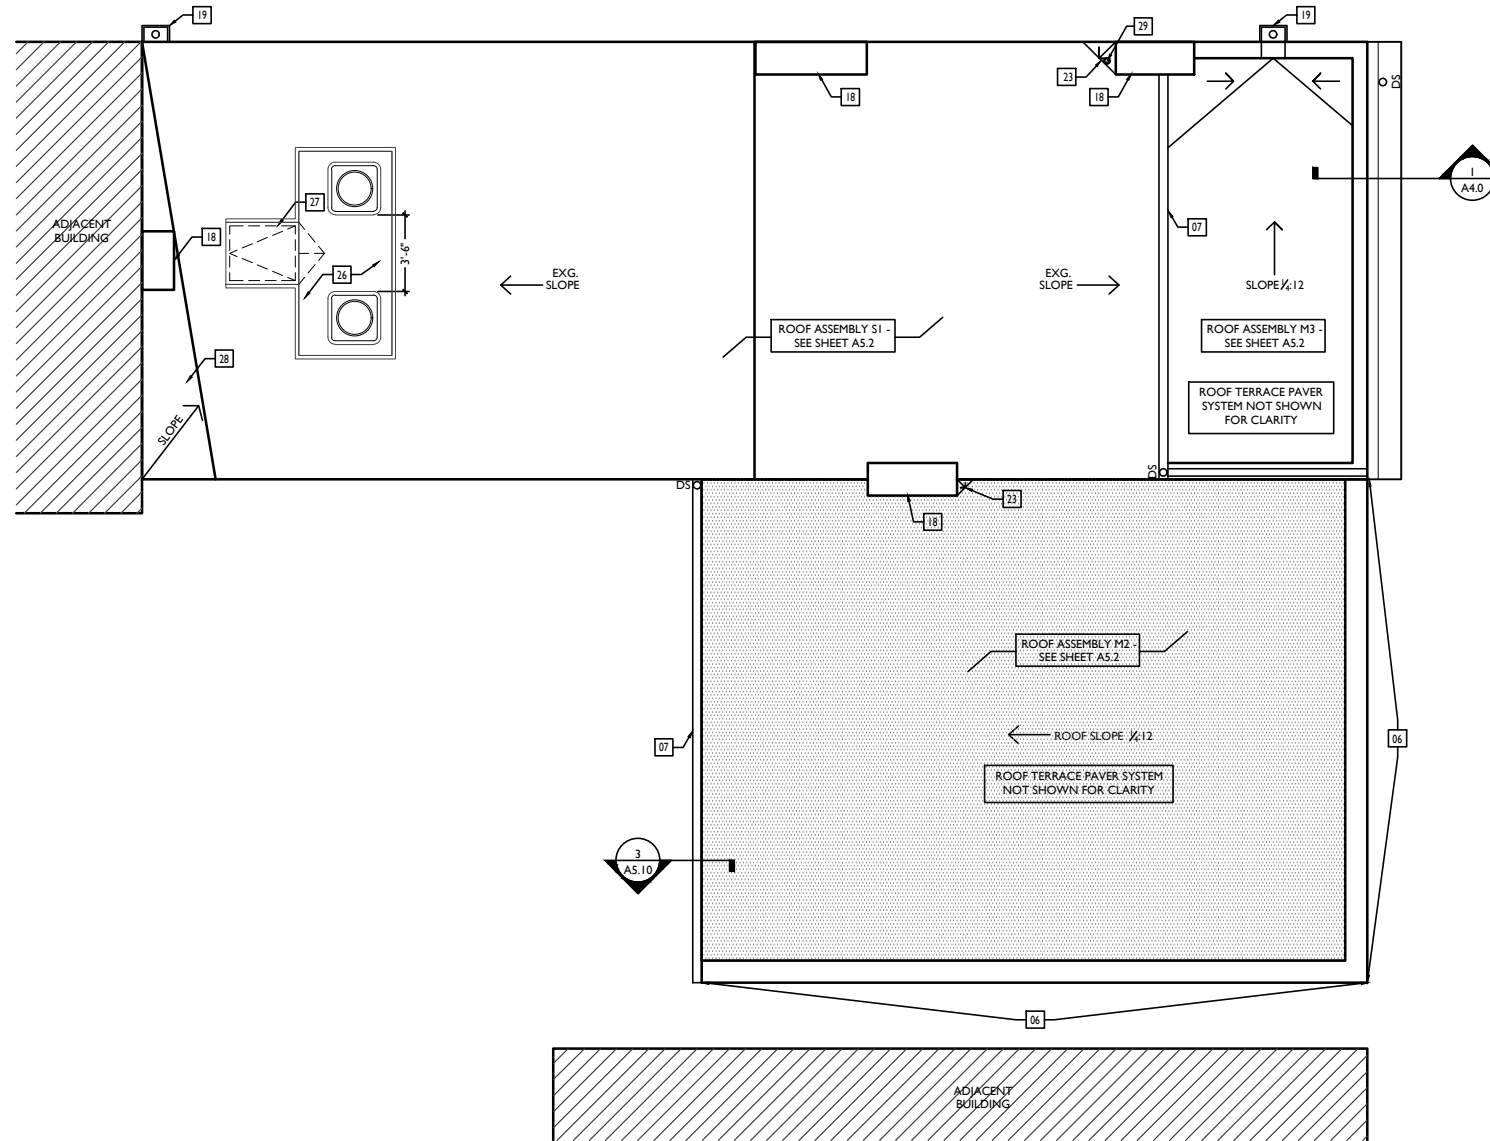 19
29
19
23
18
18
DS
27
ADJACENT
BUILDING
18
3'-6"
26
07
1
A4.0
EXG.
SLOPE
EXG.
SLOPE
SLOPE 1/4:12
ROOF ASSEMBLY S1 -
SEE SHEET A5.2
ROOF ASSEMBLY M3 -
SEE SHEET A5.2
28
ROOF TERRACE PAVER
SYSTEM NOT SHOWN
FOR CLARITY
SLOPE
DS
DS
23
18
ROOF ASSEMBLY M2 -
SEE SHEET A5.2
07
ROOF SLOPE 1/4:12
06
ROOF TERRACE PAVER SYSTEM
NOT SHOWN FOR CLARITY
3
A5.10
06
ADJACENT
BUILDING